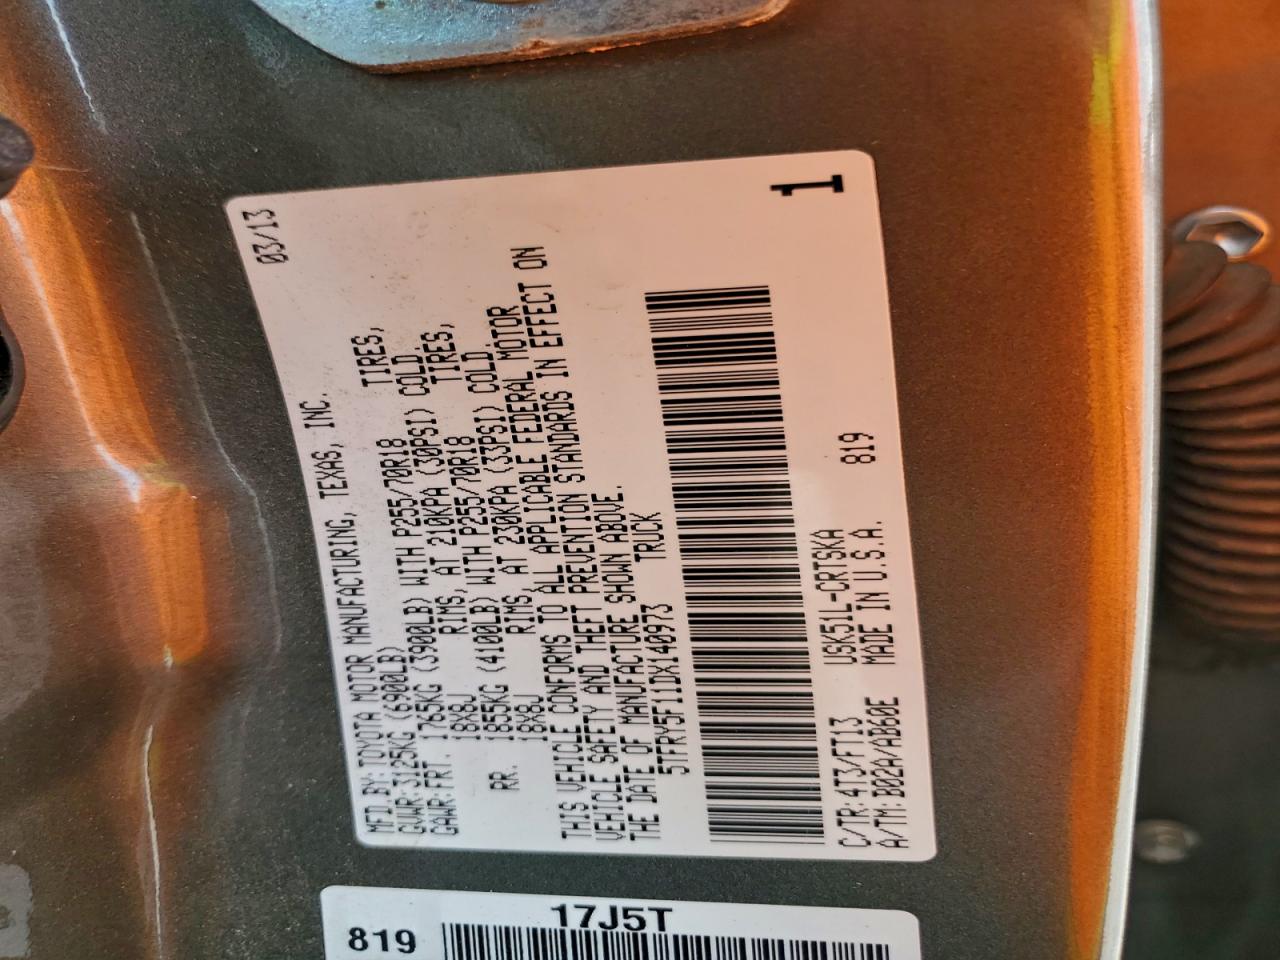 MFD.BY:TOYOTA MOTOR MANUFACTURING, TEXAS, INC. 03/13
GVWR:3125KG (6900LB)
GAWR:FRT. 1765KG (3900LB) WITH P255/70R18 TIRES,
18X8J RIMS, AT 210KPA (30PSI) COLD.
RR. 1855KG (4100LB) WITH P255/70R18 TIRES,
18X8J RIMS, AT 230KPA (33PSI) COLD.
THIS VEHICLE CONFORMS TO ALL APPLICABLE FEDERAL MOTOR
VEHICLE SAFETY AND THEFT PREVENTION STANDARDS IN EFFECT ON
THE DATE OF MANUFACTURE SHOWN ABOVE.
5TFRY5F11DX140973 TRUCK
C/TR:4T3/FT13 USK51L-CRTSKA
A/TM:B02A/AB60E MADE IN U.S.A. 819
1
17J5T
819